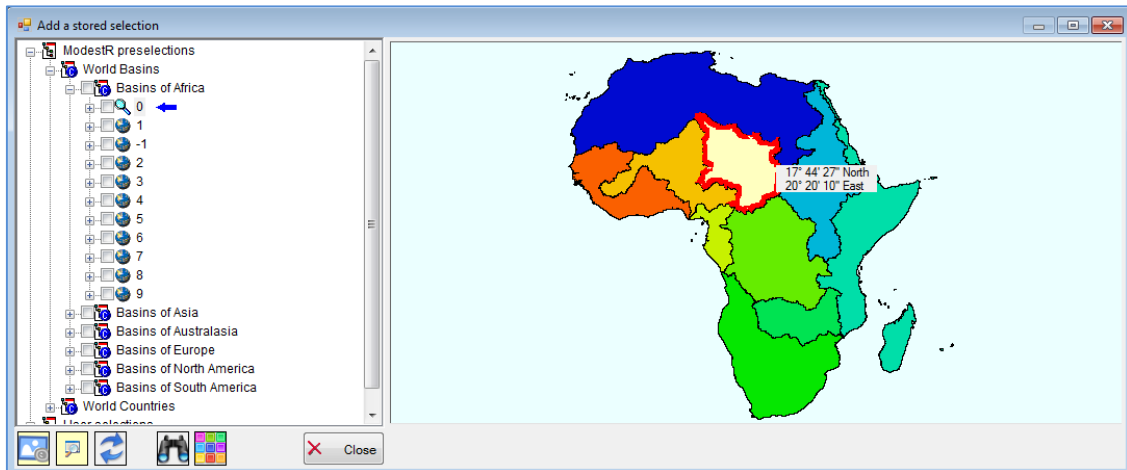 Add a stored selection
ModestR preselections
World Basins
Basins of Africa
0
1
-1
2
3
4
5
6
7
8
9
Basins of Asia
Basins of Australasia
Basins of Europe
Basins of North America
Basins of South America
World Countries
User selections
17° 44' 27" North
20° 20' 10" East
Close